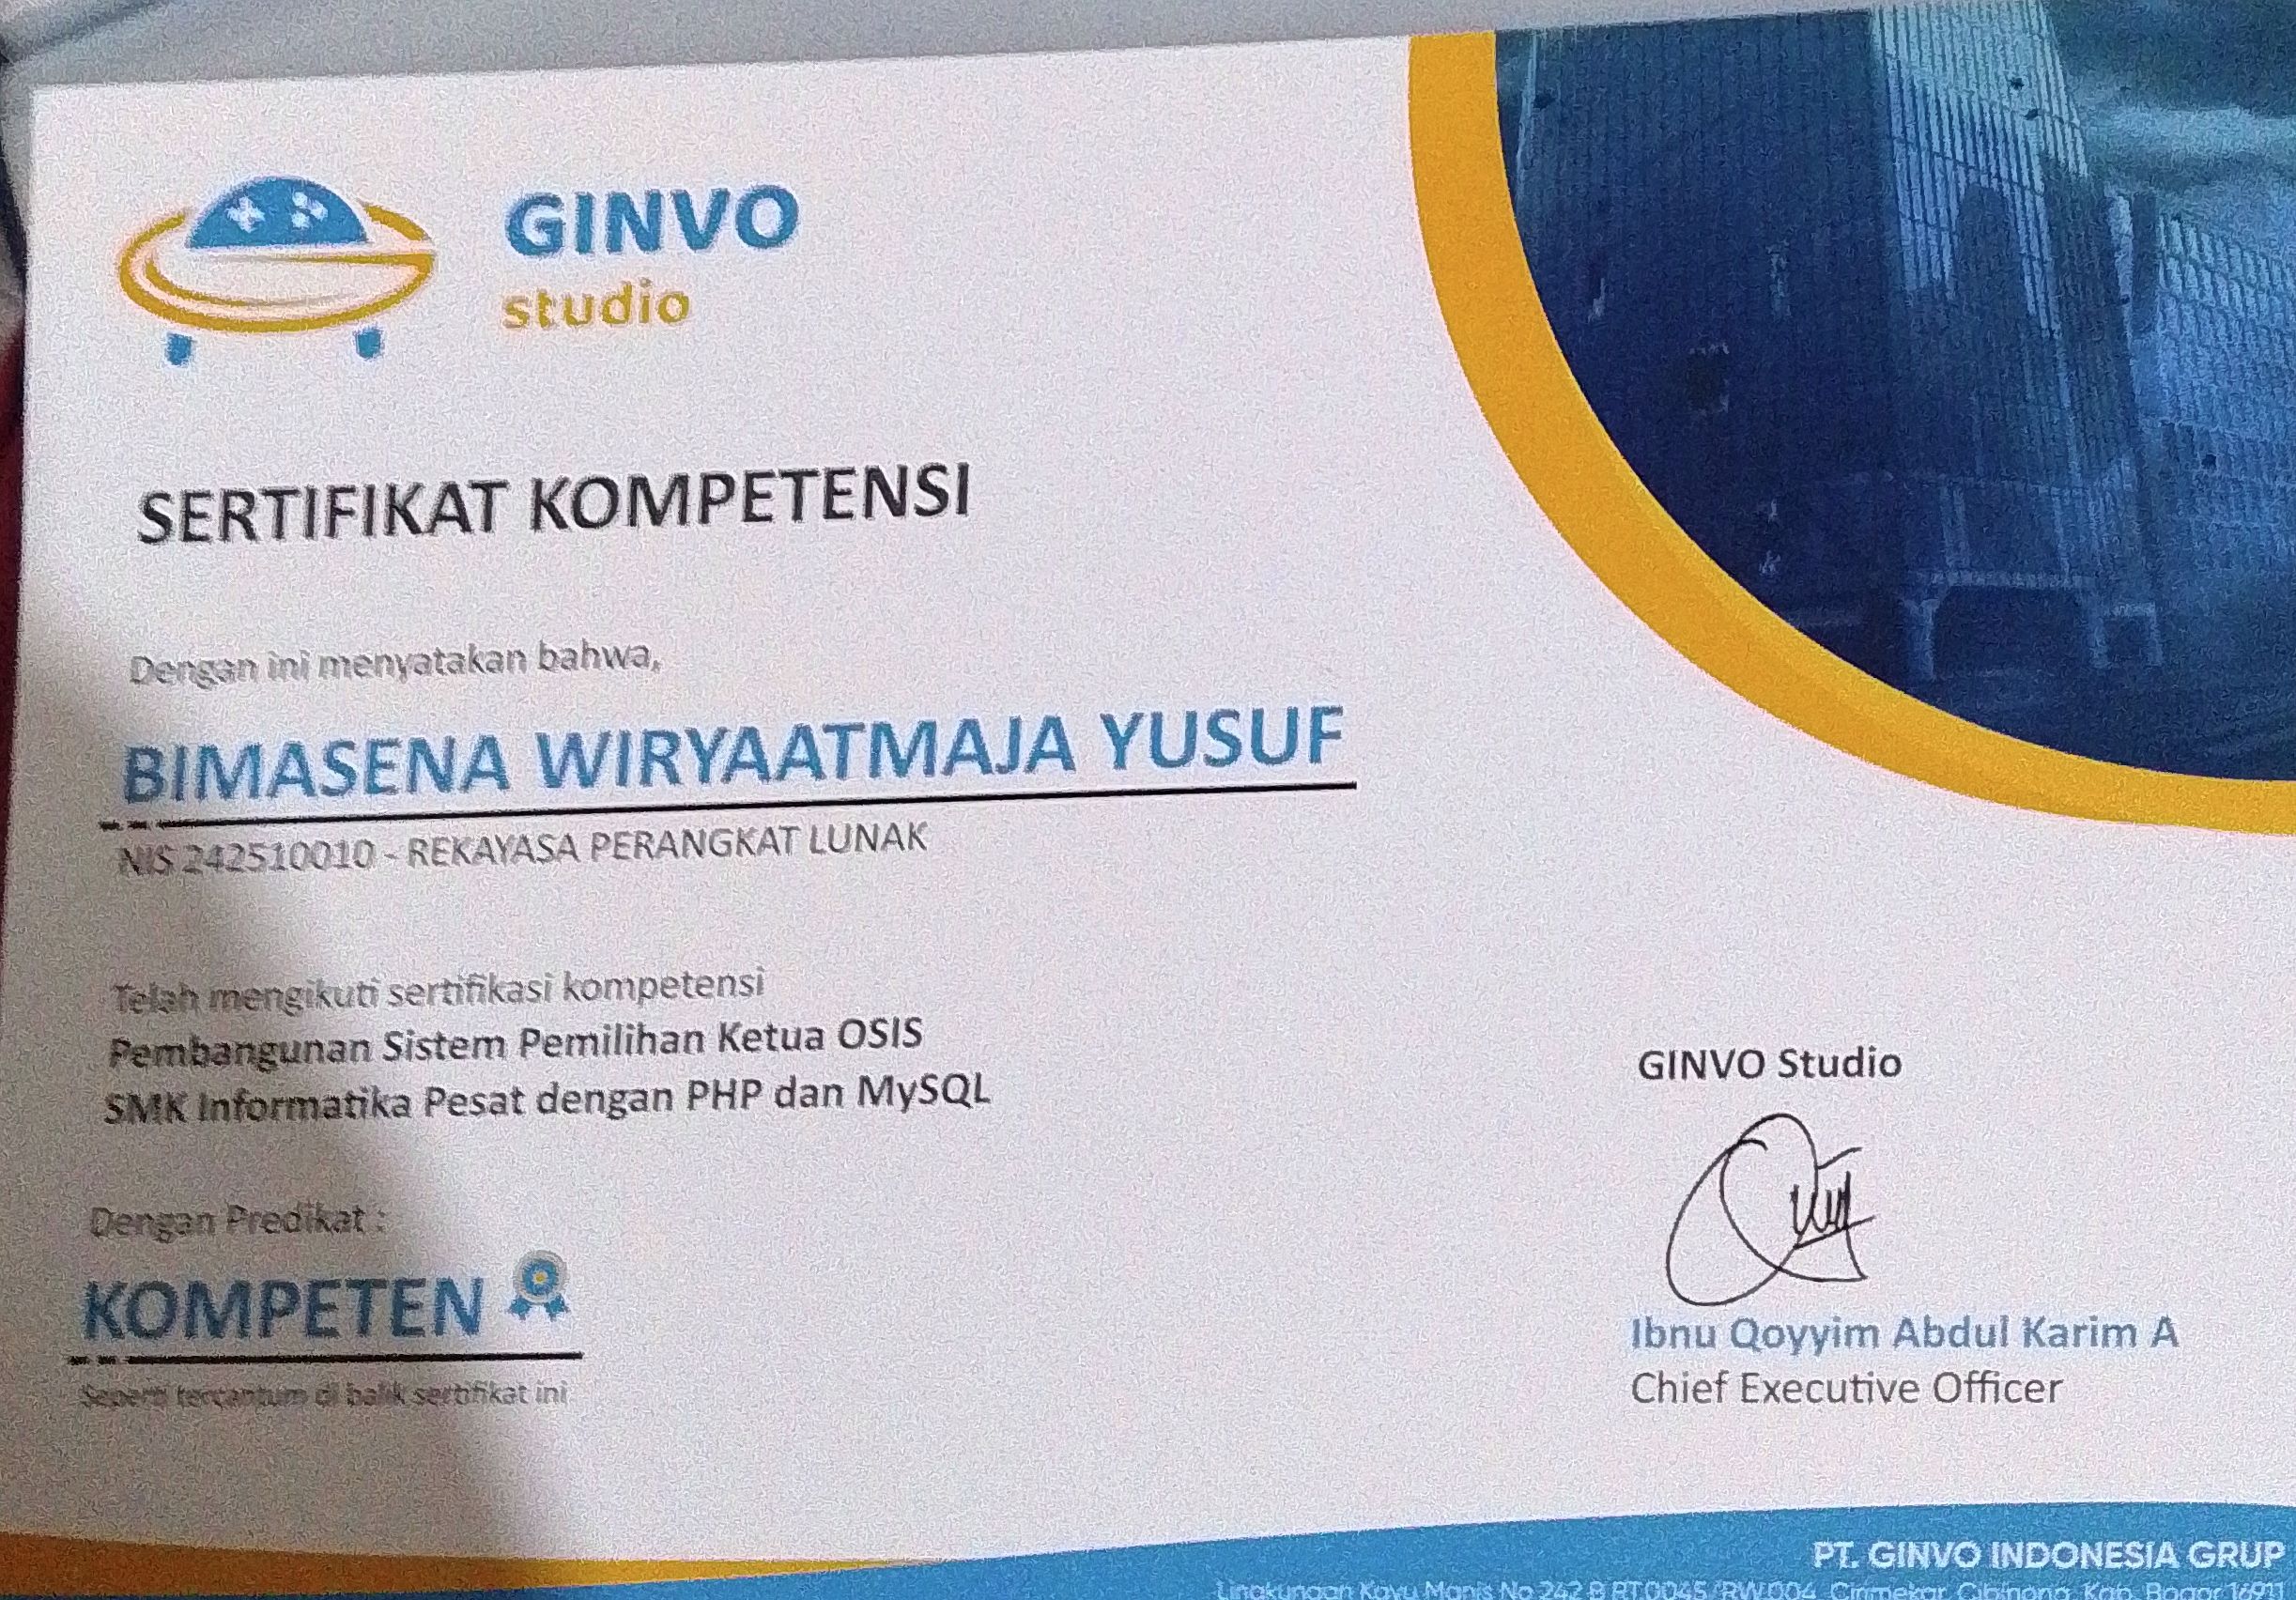 GINVO
studio
SERTIFIKAT KOMPETENSI
Dengan ini menyatakan bahwa,
BIMASENA WIRYAATMAJA YUSUF
NIS 242510010 - REKAYASA PERANGKAT LUNAK
Telah mengikuti sertifikasi kompetensi
Pembangunan Sistem Pemilihan Ketua OSIS
SMK Informatika Pesat dengan PHP dan MySQL
Dengan Predikat :
KOMPETEN
Seperti tercantum di balik sertifikat ini
GINVO Studio
Ibnu Qoyyim Abdul Karim A
Chief Executive Officer
PT. GINVO INDONESIA GRUP
Lingkungan Kayu Manis No 242 B RT.0045/RW.004 Cirimekar, Cibinong, Kab. Bogor 16911